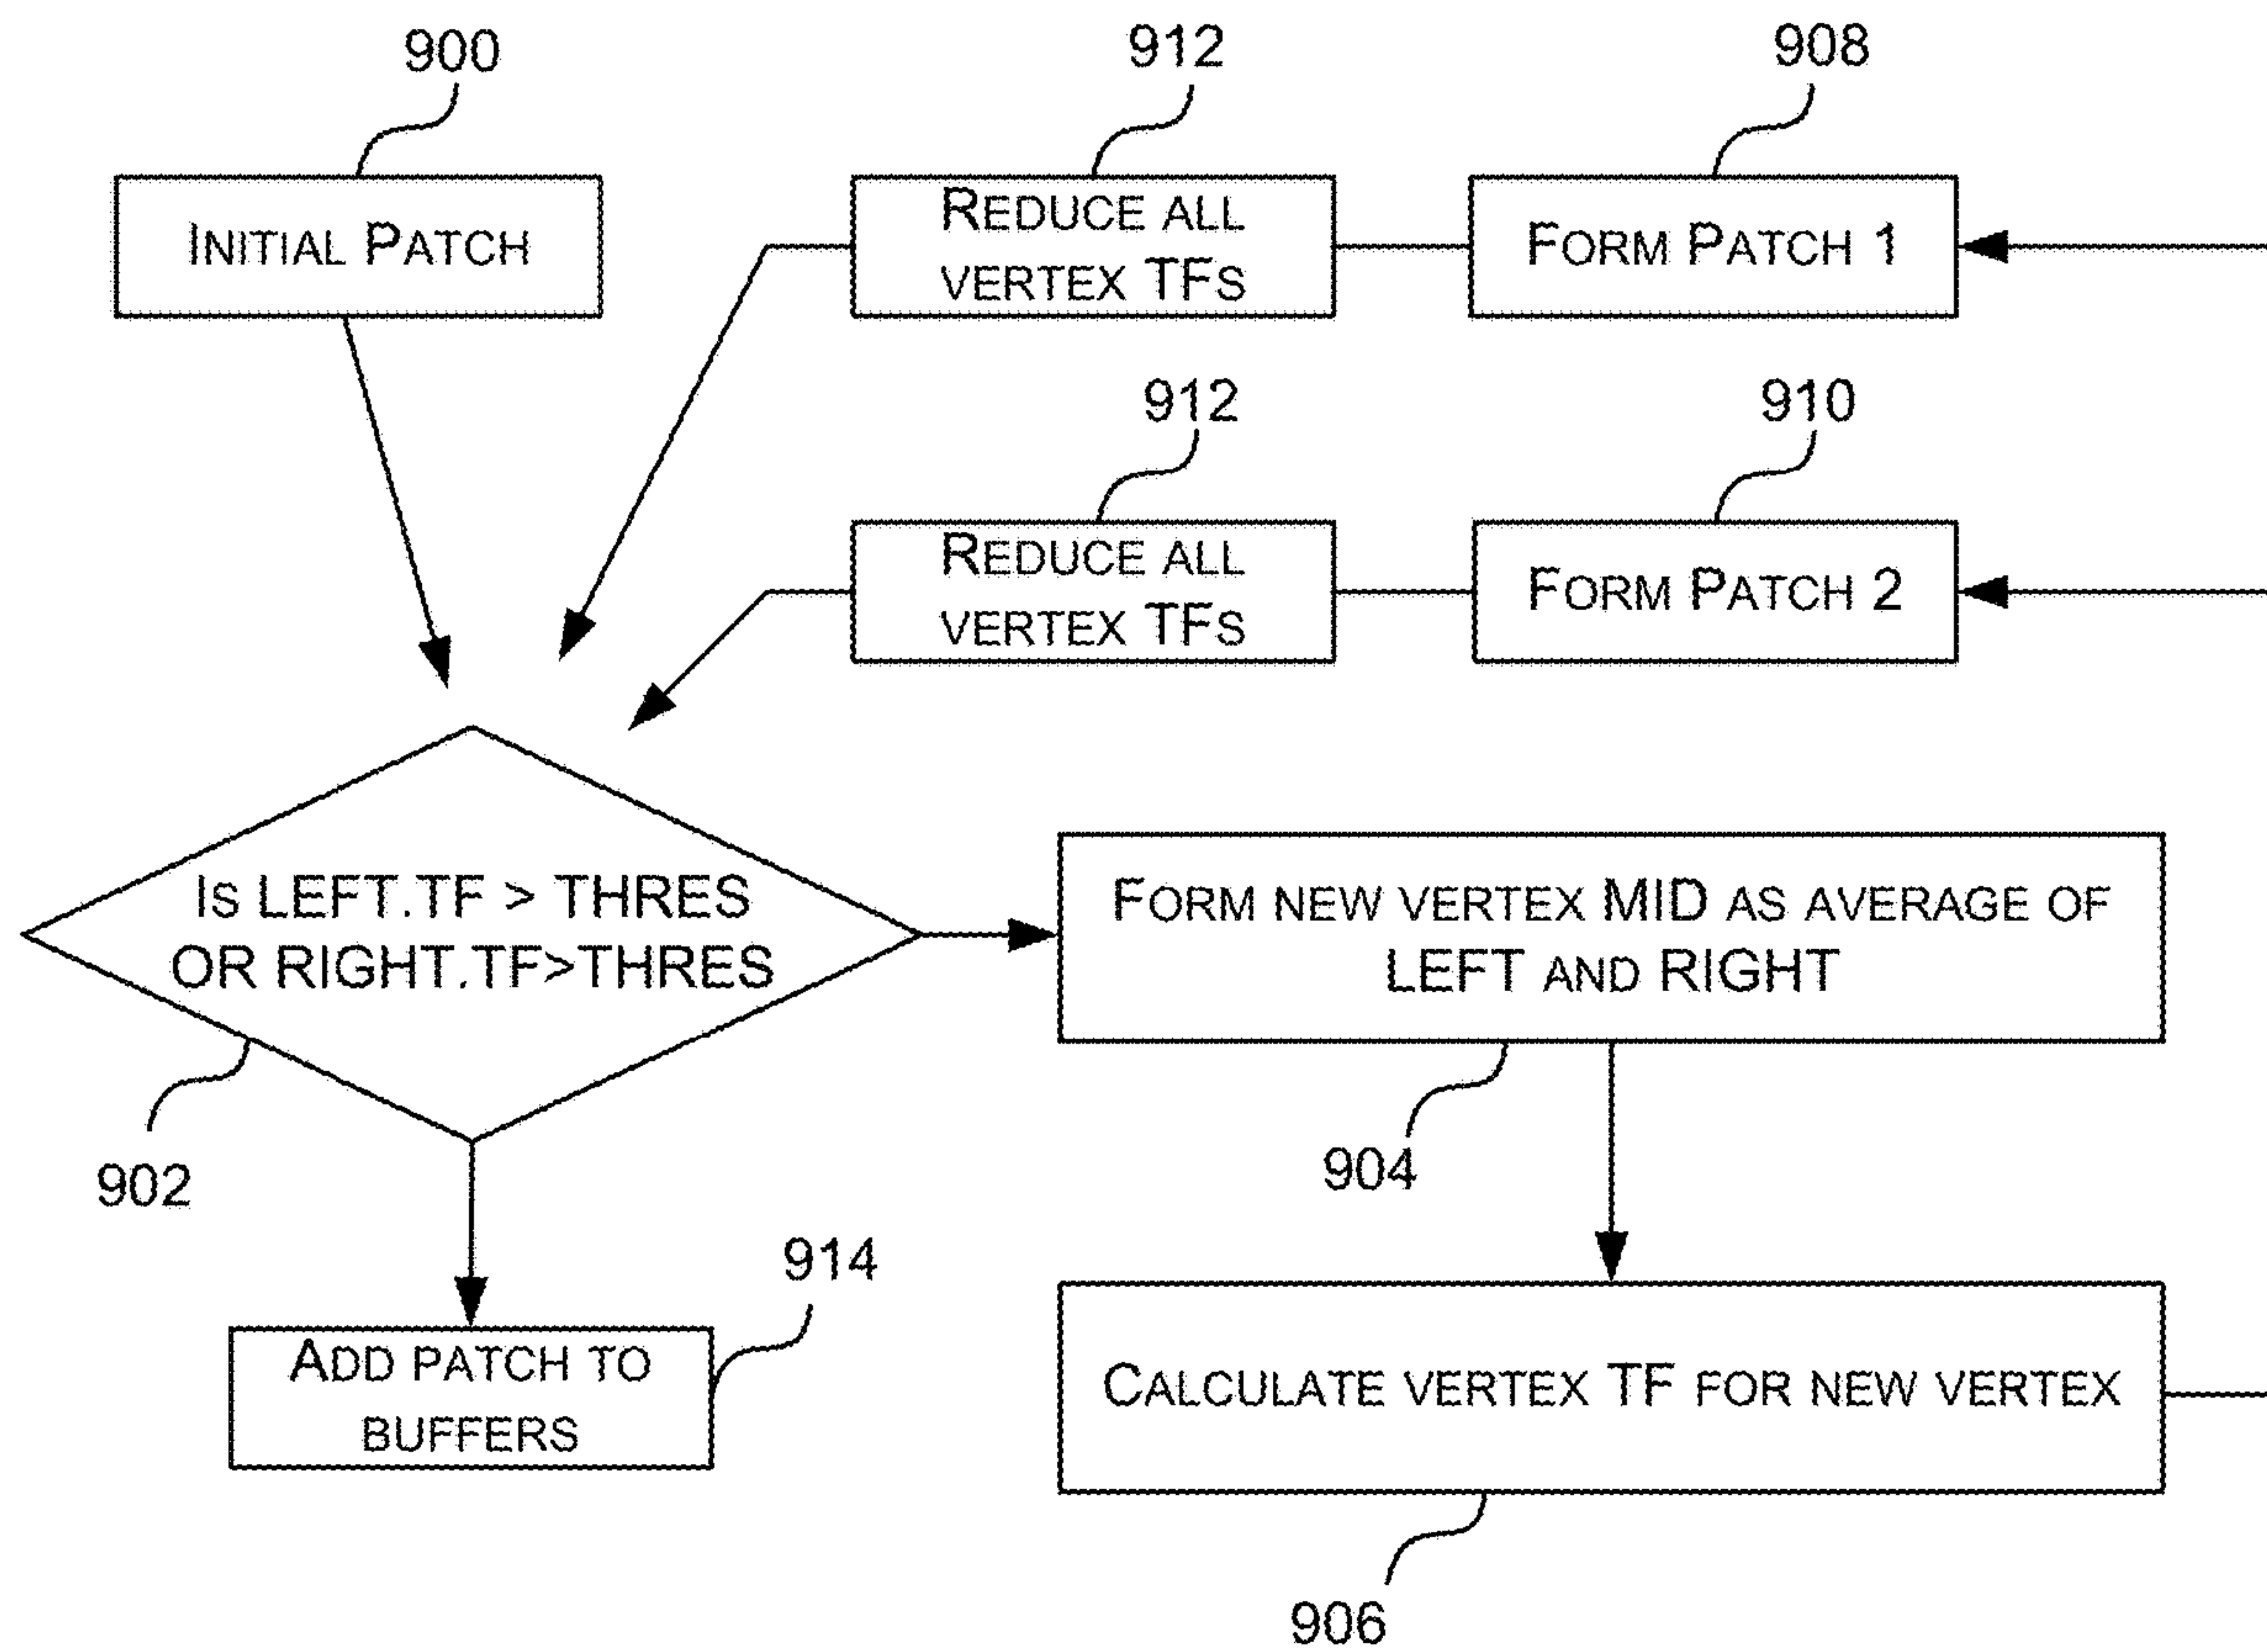 900
912
908
INITIAL PATCH
REDUCE ALL
VERTEX TFS
FORM PATCH 1
912
910
REDUCE ALL
VERTEX TFS
FORM PATCH 2
IS LEFT.TF > THRES
OR RIGHT.TF>THRES
FORM NEW VERTEX MID AS AVERAGE OF
LEFT AND RIGHT
902
904
914
ADD PATCH TO
BUFFERS
CALCULATE VERTEX TF FOR NEW VERTEX
906